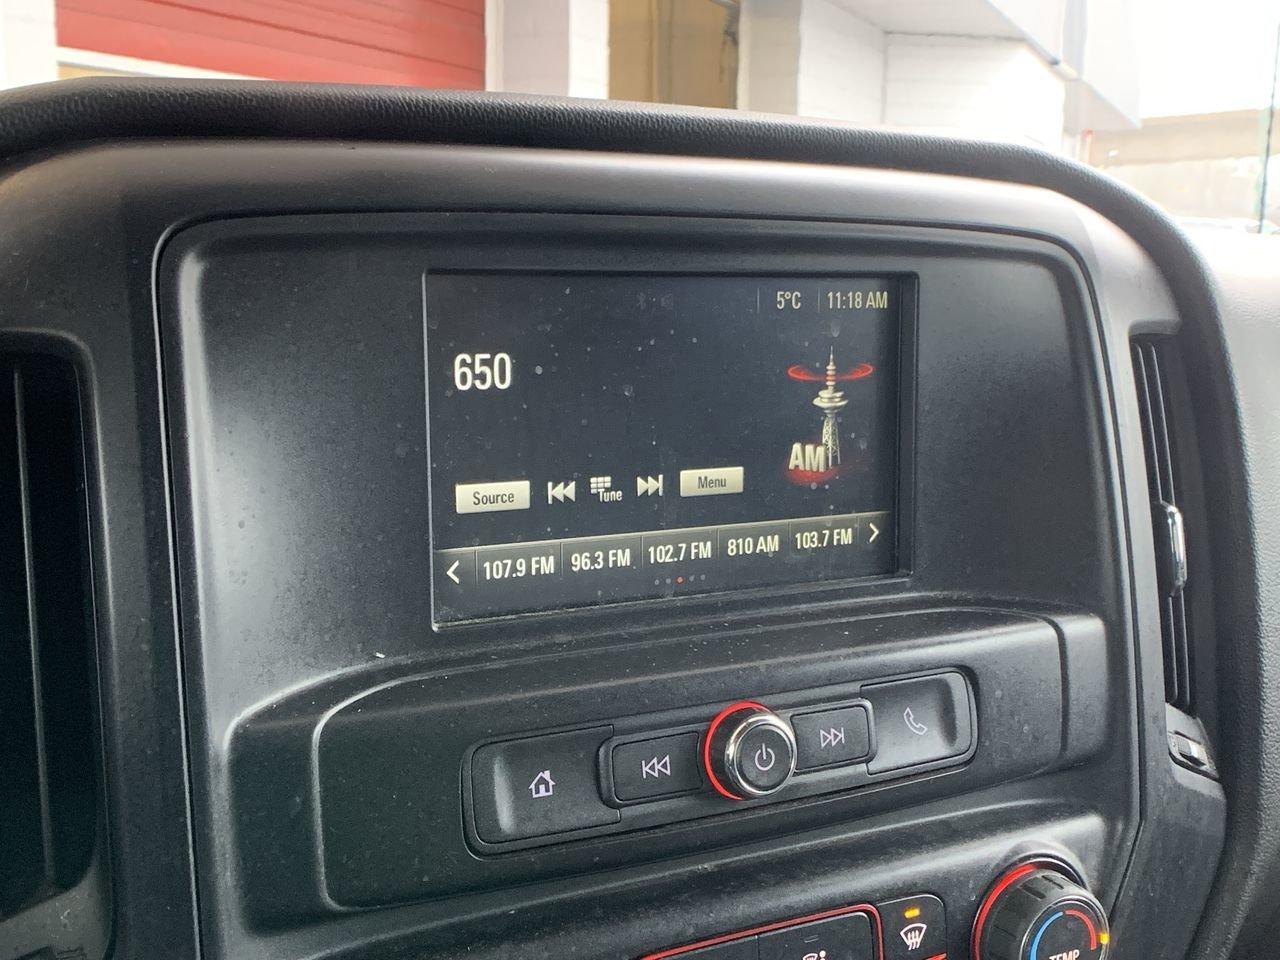 5°C 11:18 AM
650
AM
Source Tune Menu
107.9 FM 96.3 FM 102.7 FM 810 AM 103.7 FM
TEMP